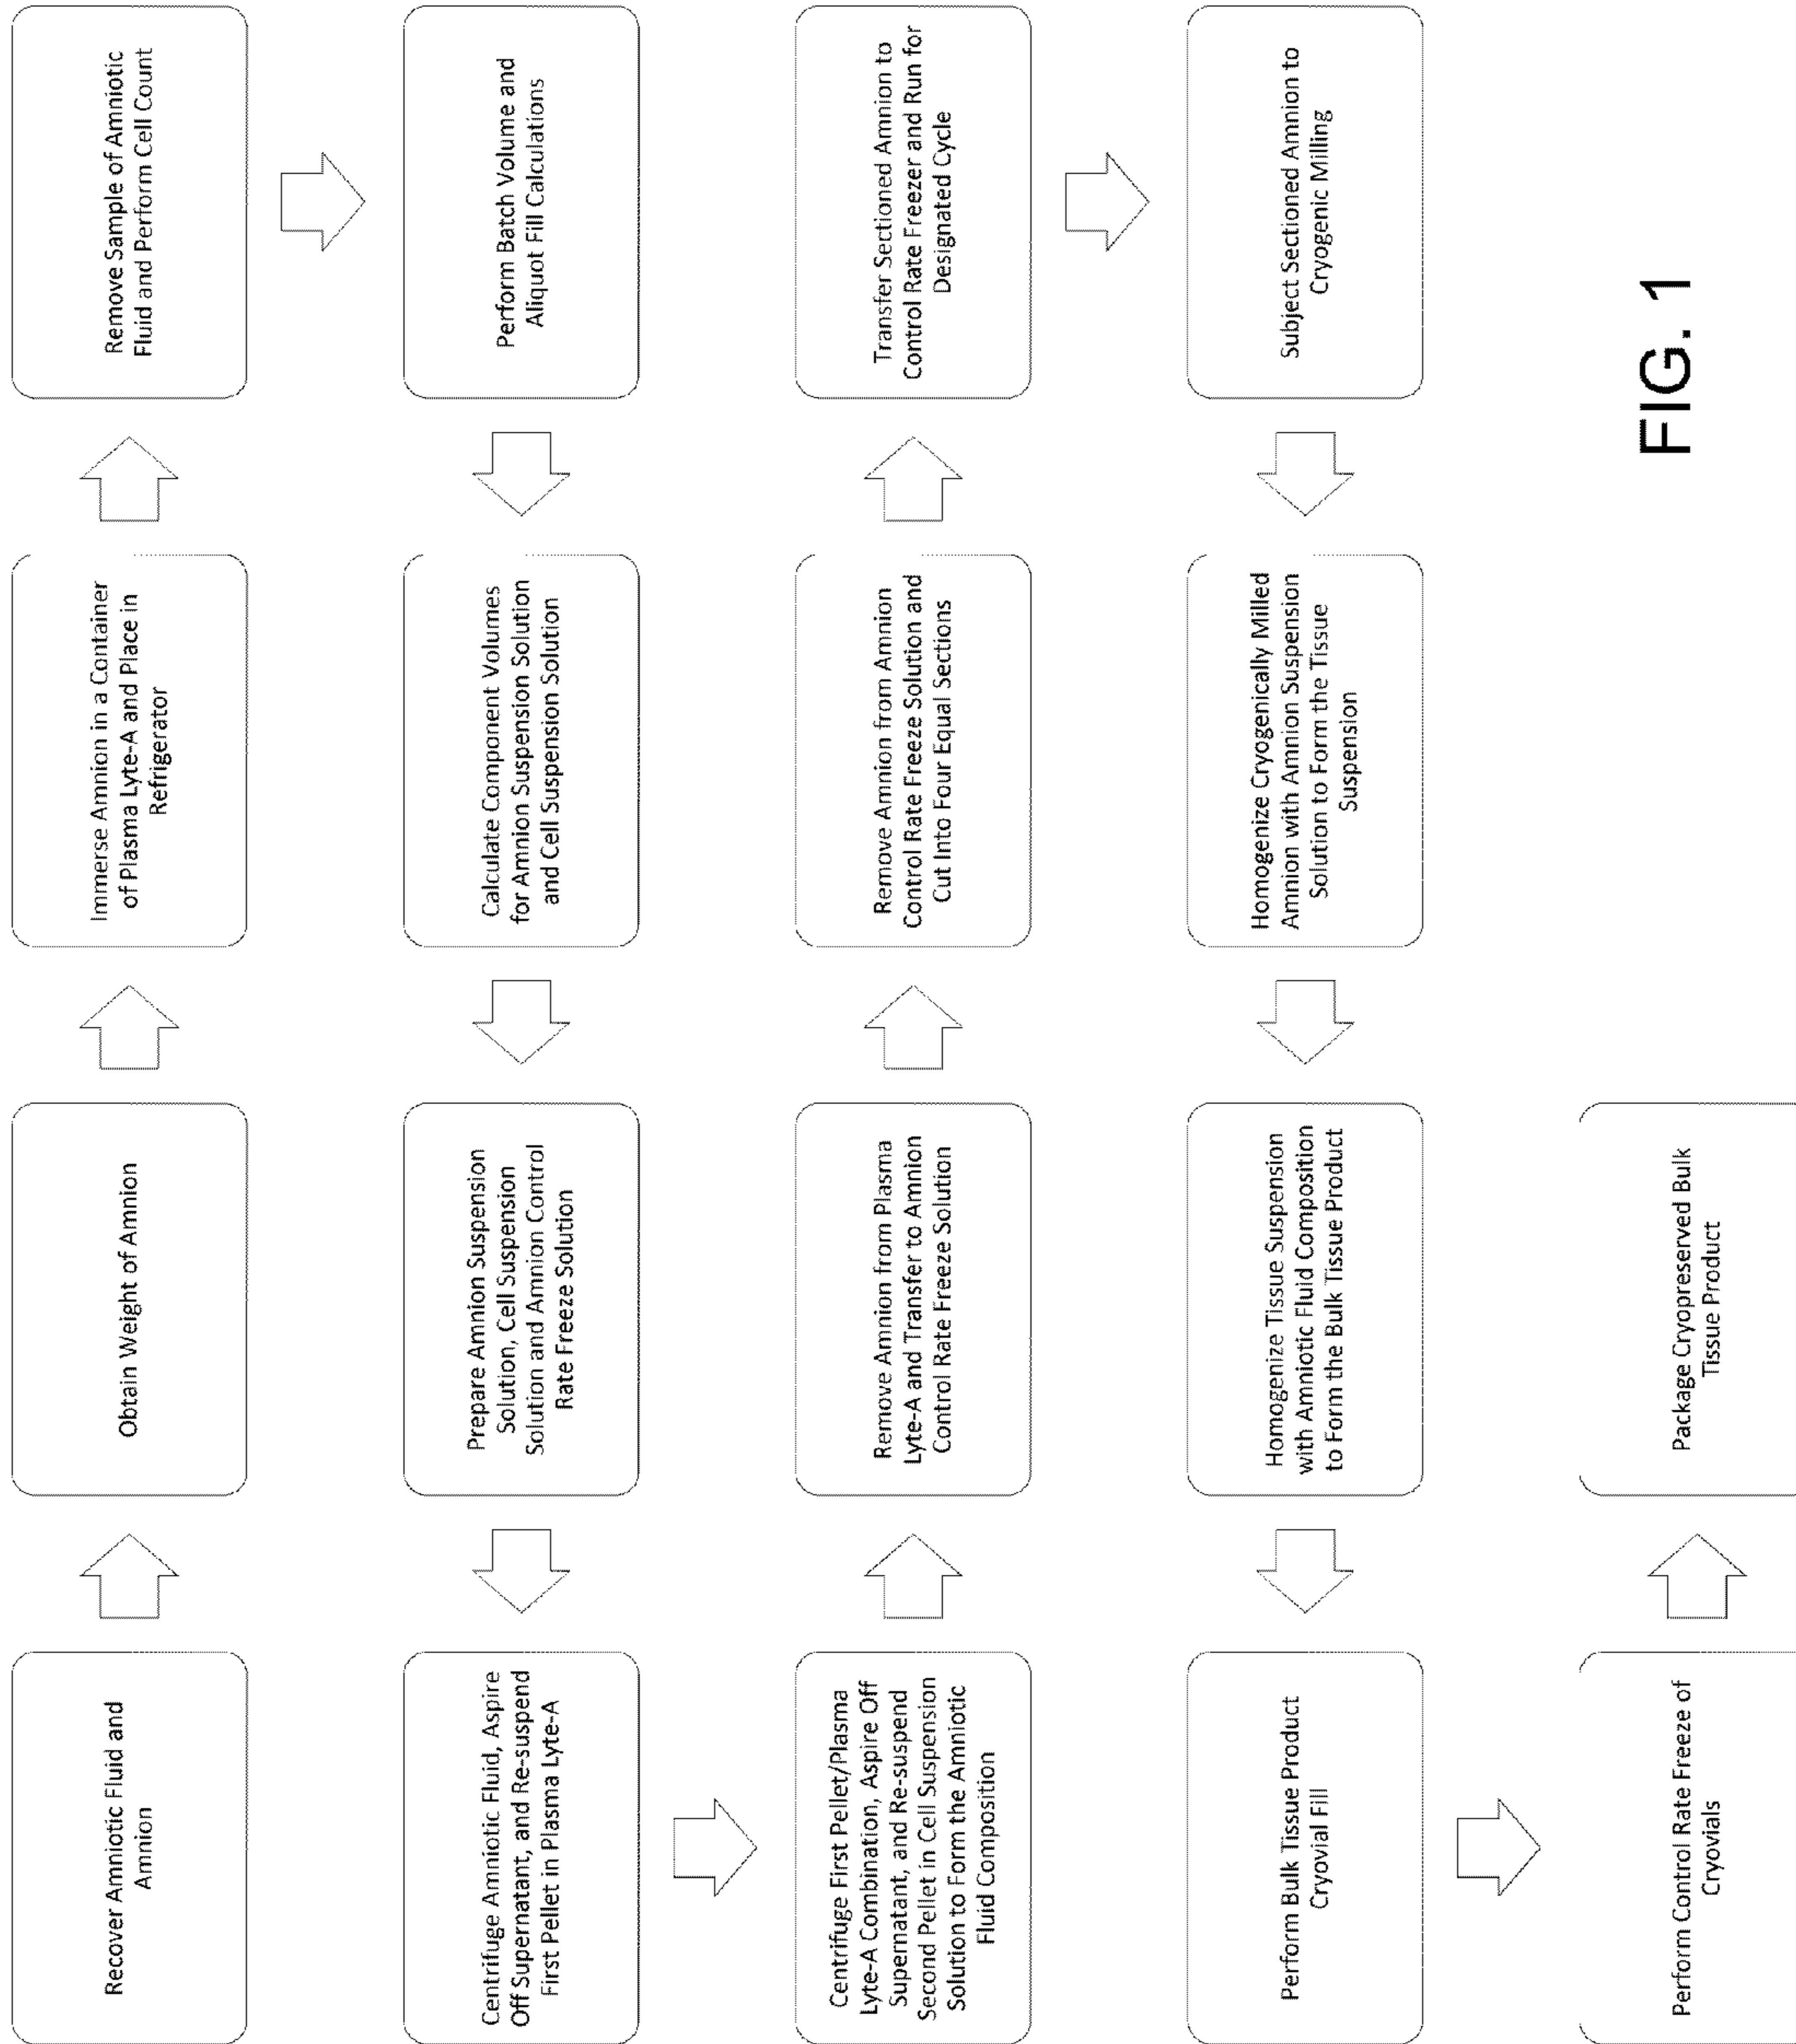 Recover Amniotic Fluid and
Amnion
Obtain Weight of Amnion
Immerse Amnion in a Container
of Plasma Lyte-A and Place in
Refrigerator
Remove Sample of Amniotic
Fluid and Perform Cell Count
Perform Batch Volume and
Aliquot Fill Calculations
Calculate Component Volumes
for Amnion Suspension Solution
and Cell Suspension Solution
Prepare Amnion Suspension
Solution, Cell Suspension
Solution and Amnion Control
Rate Freeze Solution
Centrifuge Amniotic Fluid, Aspire
Off Supernatant, and Re-suspend
First Pellet in Plasma Lyte-A
Centrifuge First Pellet/Plasma
Lyte-A Combination, Aspire Off
Supernatant, and Re-suspend
Second Pellet in Cell Suspension
Solution to Form the Amniotic
Fluid Composition
Remove Amnion from Plasma
Lyte-A and Transfer to Amnion
Control Rate Freeze Solution
Remove Amnion from Amnion
Control Rate Freeze Solution and
Cut Into Four Equal Sections
Transfer Sectioned Amnion to
Control Rate Freezer and Run for
Designated Cycle
Subject Sectioned Amnion to
Cryogenic Milling
Homogenize Cryogenically Milled
Amnion with Amnion Suspension
Solution to Form the Tissue
Suspension
Homogenize Tissue Suspension
with Amniotic Fluid Composition
to Form the Bulk Tissue Product
Perform Bulk Tissue Product
Cryovial Fill
Perform Control Rate Freeze of
Cryovials
Package Cryopreserved Bulk
Tissue Product
FIG. 1